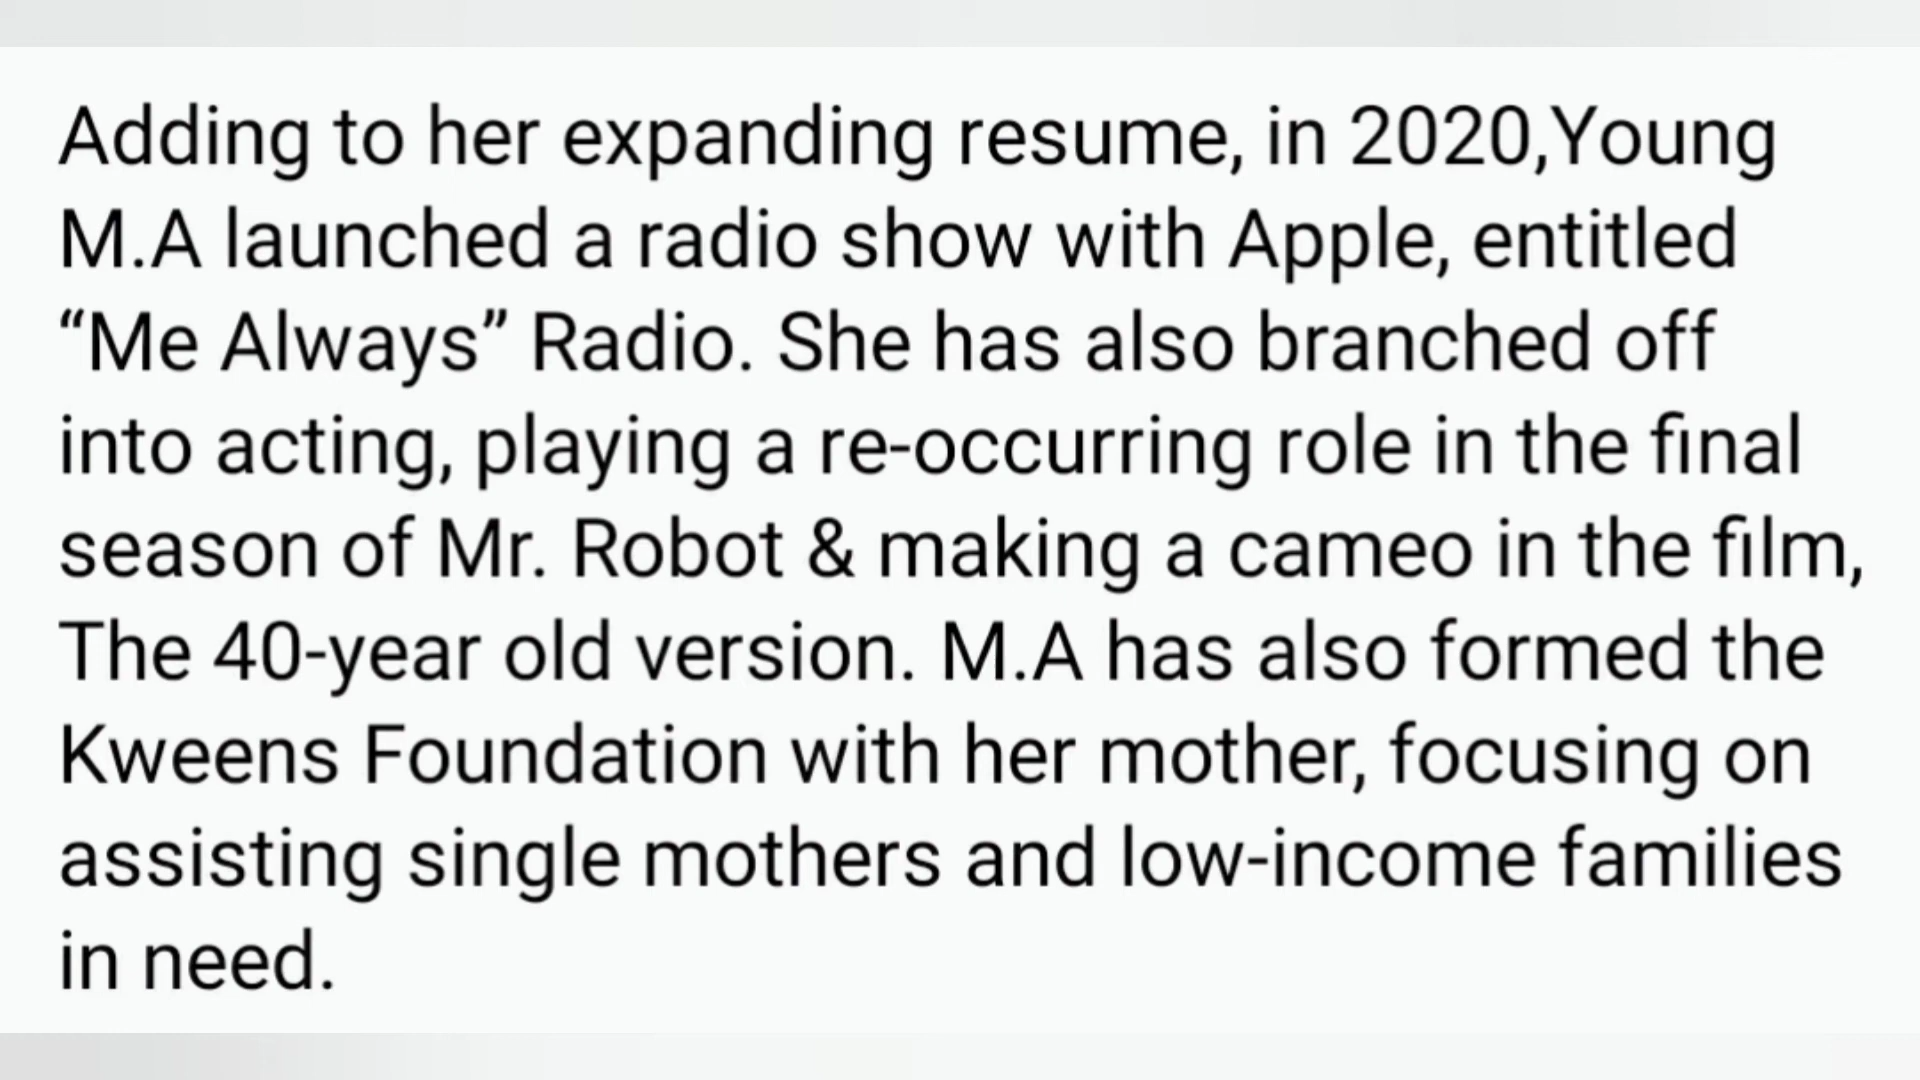 Adding to her expanding resume, in 2020,Young
M.A launched a radio show with Apple, entitled
“Me Always” Radio. She has also branched off
into acting, playing a re-occurring role in the final
season of Mr. Robot & making a cameo in the film,
The 40-year old version. M.A has also formed the
Kweens Foundation with her mother, focusing on
assisting single mothers and low-income families
in need.